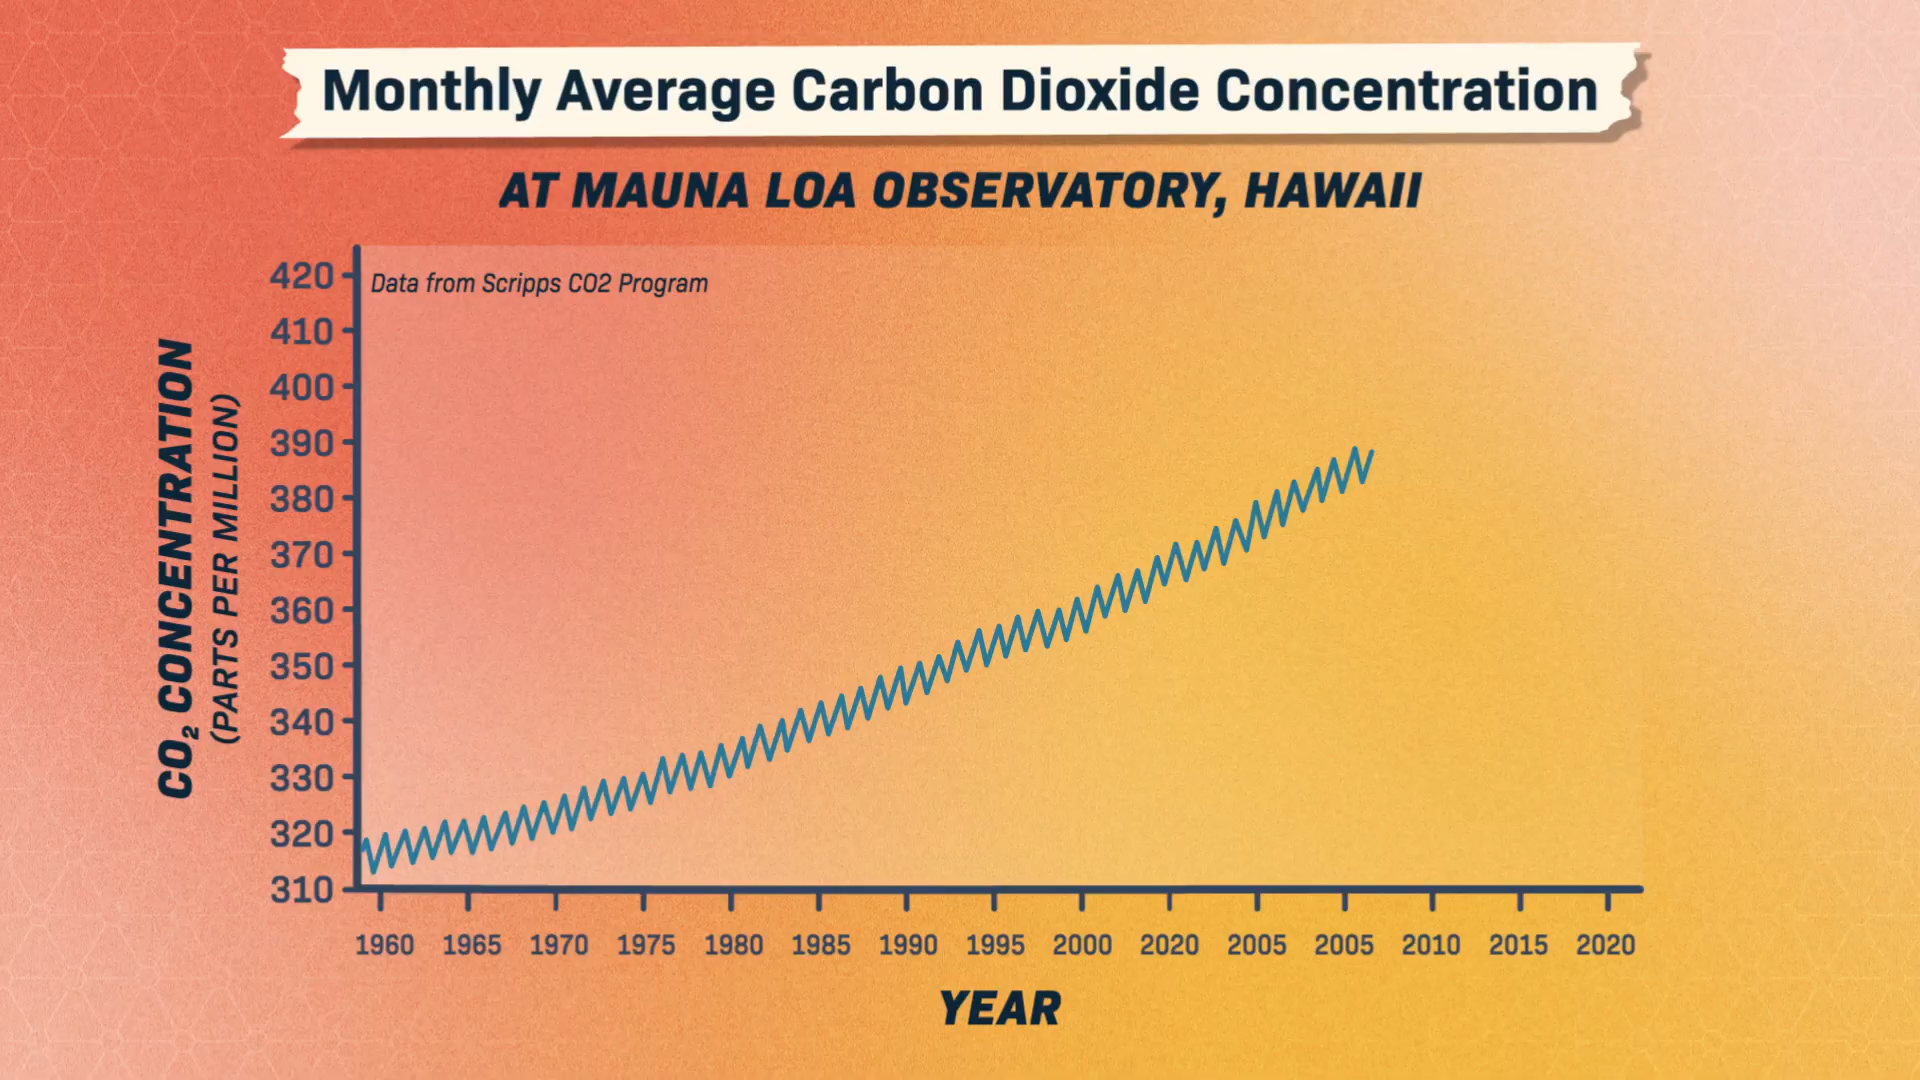 Monthly Average Carbon Dioxide Concentration
AT MAUNA LOA OBSERVATORY, HAWAII
Data from Scripps CO2 Program
CO₂ CONCENTRATION
(PARTS PER MILLION)
420
410
400
390
380
370
360
350
340
330
320
310
1960 1965 1970 1975 1980 1985 1990 1995 2000 2020 2005 2005 2010 2015 2020
YEAR